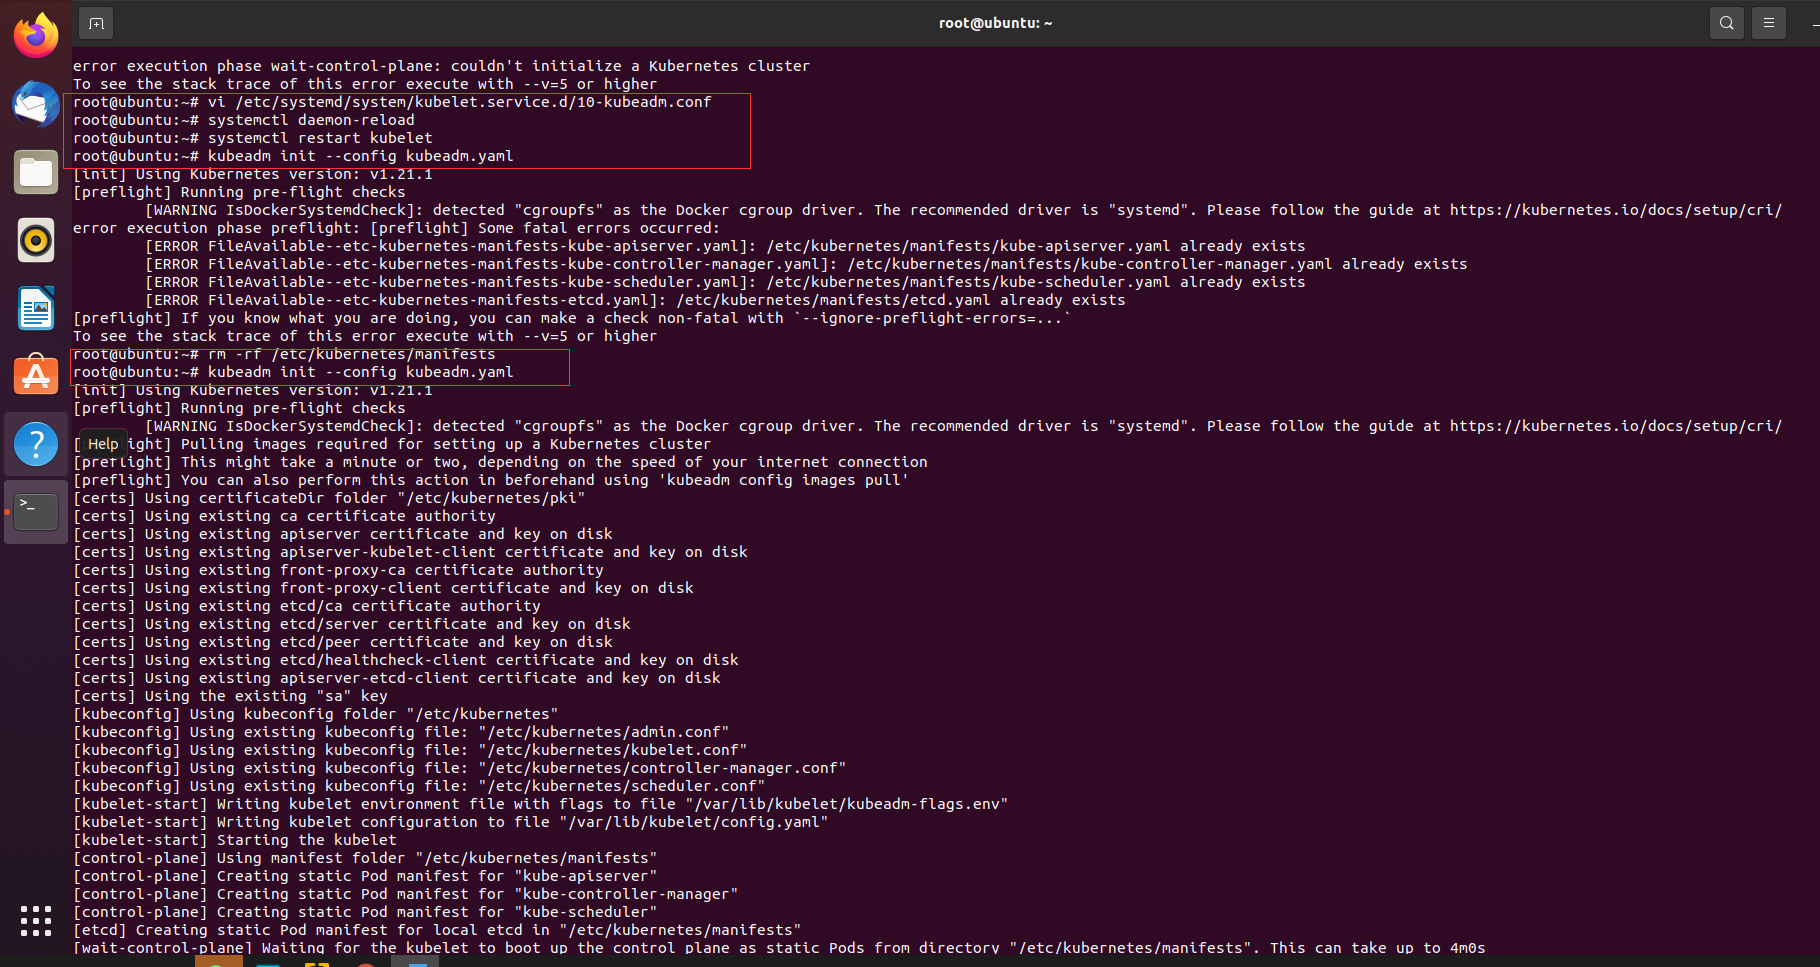 root@ubuntu: ~
error execution phase wait-control-plane: couldn't initialize a Kubernetes cluster
To see the stack trace of this error execute with --v=5 or higher
root@ubuntu:~# vi /etc/systemd/system/kubelet.service.d/10-kubeadm.conf
root@ubuntu:~# systemctl daemon-reload
root@ubuntu:~# systemctl restart kubelet
root@ubuntu:~# kubeadm init --config kubeadm.yaml
[init] Using Kubernetes version: v1.21.1
[preflight] Running pre-flight checks
[WARNING IsDockerSystemdCheck]: detected "cgroupfs" as the Docker cgroup driver. The recommended driver is "systemd". Please follow the guide at https://kubernetes.io/docs/setup/cri/
error execution phase preflight: [preflight] Some fatal errors occurred:
[ERROR FileAvailable--etc-kubernetes-manifests-kube-apiserver.yaml]: /etc/kubernetes/manifests/kube-apiserver.yaml already exists
[ERROR FileAvailable--etc-kubernetes-manifests-kube-controller-manager.yaml]: /etc/kubernetes/manifests/kube-controller-manager.yaml already exists
[ERROR FileAvailable--etc-kubernetes-manifests-kube-scheduler.yaml]: /etc/kubernetes/manifests/kube-scheduler.yaml already exists
[ERROR FileAvailable--etc-kubernetes-manifests-etcd.yaml]: /etc/kubernetes/manifests/etcd.yaml already exists
[preflight] If you know what you are doing, you can make a check non-fatal with `--ignore-preflight-errors=...`
To see the stack trace of this error execute with --v=5 or higher
root@ubuntu:~# rm -rf /etc/kubernetes/manifests
root@ubuntu:~# kubeadm init --config kubeadm.yaml
[init] Using Kubernetes version: v1.21.1
[preflight] Running pre-flight checks
[WARNING IsDockerSystemdCheck]: detected "cgroupfs" as the Docker cgroup driver. The recommended driver is "systemd". Please follow the guide at https://kubernetes.io/docs/setup/cri/
Help
[ight] Pulling images required for setting up a Kubernetes cluster
[preflight] This might take a minute or two, depending on the speed of your internet connection
[preflight] You can also perform this action in beforehand using 'kubeadm config images pull'
[certs] Using certificateDir folder "/etc/kubernetes/pki"
[certs] Using existing ca certificate authority
[certs] Using existing apiserver certificate and key on disk
[certs] Using existing apiserver-kubelet-client certificate and key on disk
[certs] Using existing front-proxy-ca certificate authority
[certs] Using existing front-proxy-client certificate and key on disk
[certs] Using existing etcd/ca certificate authority
[certs] Using existing etcd/server certificate and key on disk
[certs] Using existing etcd/peer certificate and key on disk
[certs] Using existing etcd/healthcheck-client certificate and key on disk
[certs] Using existing apiserver-etcd-client certificate and key on disk
[certs] Using the existing "sa" key
[kubeconfig] Using kubeconfig folder "/etc/kubernetes"
[kubeconfig] Using existing kubeconfig file: "/etc/kubernetes/admin.conf"
[kubeconfig] Using existing kubeconfig file: "/etc/kubernetes/kubelet.conf"
[kubeconfig] Using existing kubeconfig file: "/etc/kubernetes/controller-manager.conf"
[kubeconfig] Using existing kubeconfig file: "/etc/kubernetes/scheduler.conf"
[kubelet-start] Writing kubelet environment file with flags to file "/var/lib/kubelet/kubeadm-flags.env"
[kubelet-start] Writing kubelet configuration to file "/var/lib/kubelet/config.yaml"
[kubelet-start] Starting the kubelet
[control-plane] Using manifest folder "/etc/kubernetes/manifests"
[control-plane] Creating static Pod manifest for "kube-apiserver"
[control-plane] Creating static Pod manifest for "kube-controller-manager"
[control-plane] Creating static Pod manifest for "kube-scheduler"
[etcd] Creating static Pod manifest for local etcd in "/etc/kubernetes/manifests"
[wait-control-plane] Waiting for the kubelet to boot up the control plane as static Pods from directory "/etc/kubernetes/manifests". This can take up to 4m0s